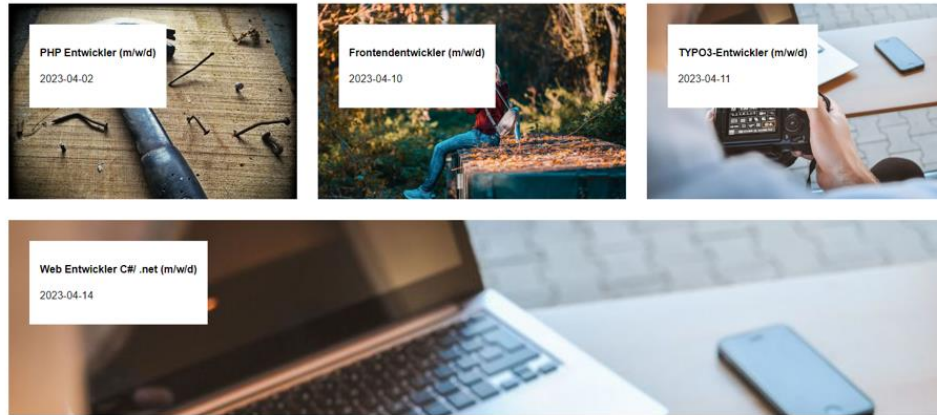 PHP Entwickler (m/w/d)
2023-04-02
Frontendentwickler (m/w/d)
2023-04-10
TYPO3-Entwickler (m/w/d)
2023-04-11
Web Entwickler C#/ .net (m/w/d)
2023-04-14